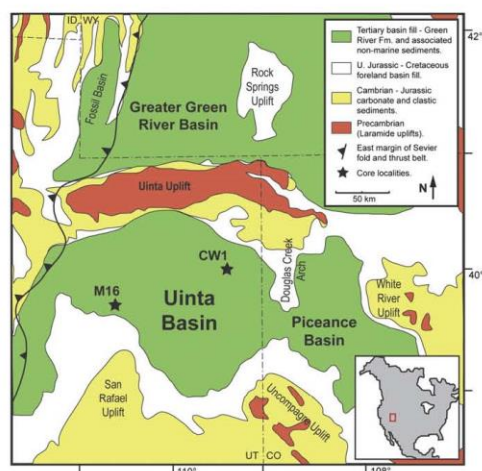 ID
WY
Fossil Basin
Greater Green
River Basin
Rock
Springs
Uplift
Tertiary basin fill - Green
River Fm. and associated
non-marine sediments.
U. Jurassic - Cretaceous
foreland basin fill.
Cambrian - Jurassic
carbonate and clastic
sediments.
Precambrian
(Laramide uplifts).
East margin of Sevier
fold and thrust belt.
Core localities.
50 km
N
42°
Uinta Uplift
CW1
M16
Uinta
Basin
Douglas Creek
Arch
40°
White
River
Uplift
Piceance
Basin
San
Rafael
Uplift
Uncompagre Uplift
UT
CO
110°
108°